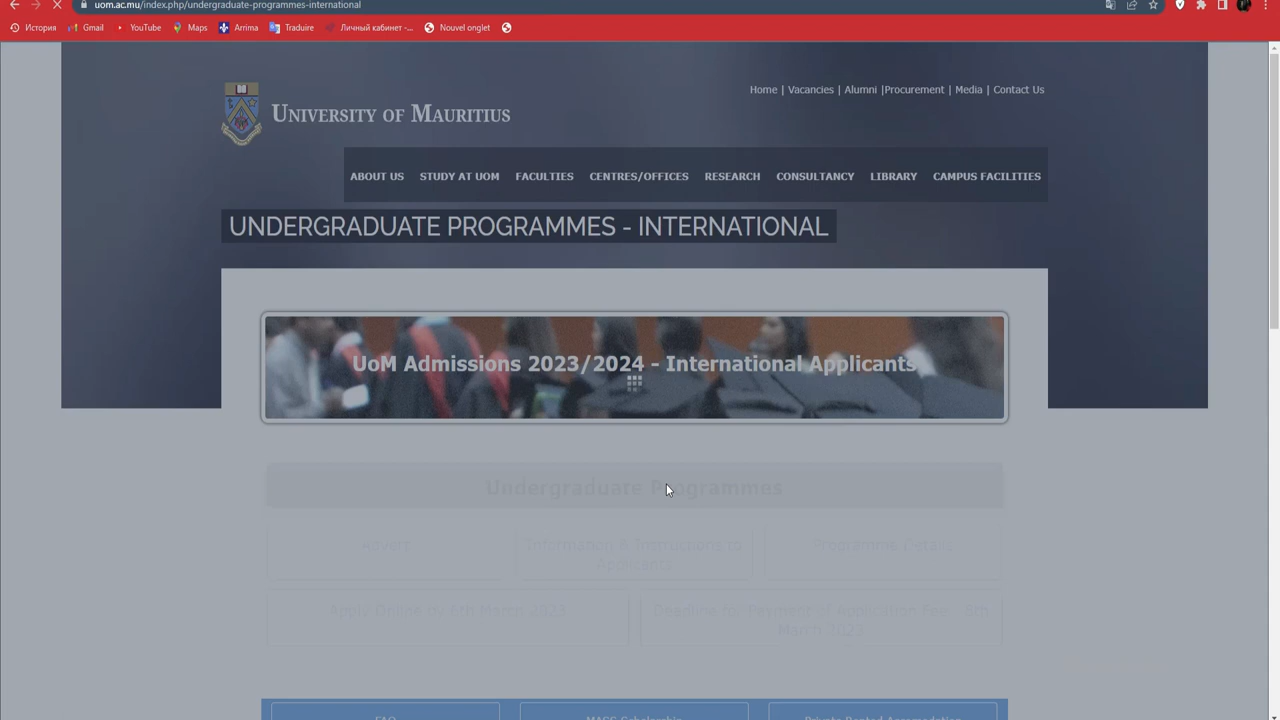 uom.ac.mu/index.php/undergraduate-programmes-international
История Gmail YouTube Maps Arrima Traduire Личный кабинет -... Nouvel onglet
Home | Vacancies | Alumni |Procurement | Media | Contact Us
UNIVERSITY OF MAURITIUS
ABOUT US STUDY AT UOM FACULTIES CENTRES/OFFICES RESEARCH CONSULTANCY LIBRARY CAMPUS FACILITIES
UNDERGRADUATE PROGRAMMES - INTERNATIONAL
UoM Admissions 2023/2024 - International Applicants
Undergraduate Programmes
Advert
Information & Instructions to
Applicants
Programme Details
Apply Online by 6th March 2023
Deadline for Payment of Application Fee - 8th
March 2023
FAQ MASS Scholarship Private Rented Accomodation